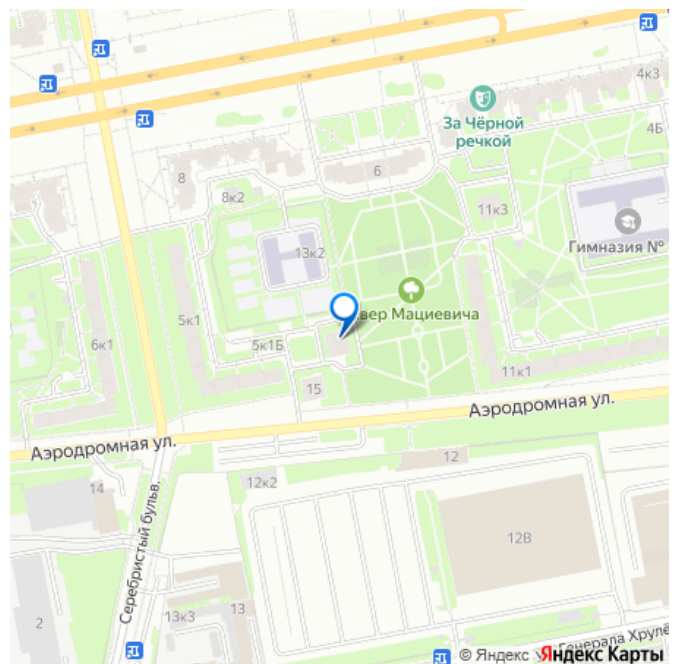 4к3
За Чёрной
речкой
4Б
6
8
8к2
11к3
Гимназия №
13к2
вер Мациевича
5к1
5к1Б
6к1
11к1
15
Аэродромная ул.
Аэродромная ул.
12
12к2
14
12В
Серебристый бульв.
13к3
13
2
Генерала Хрулё
© Яндекс
Яндекс Карты